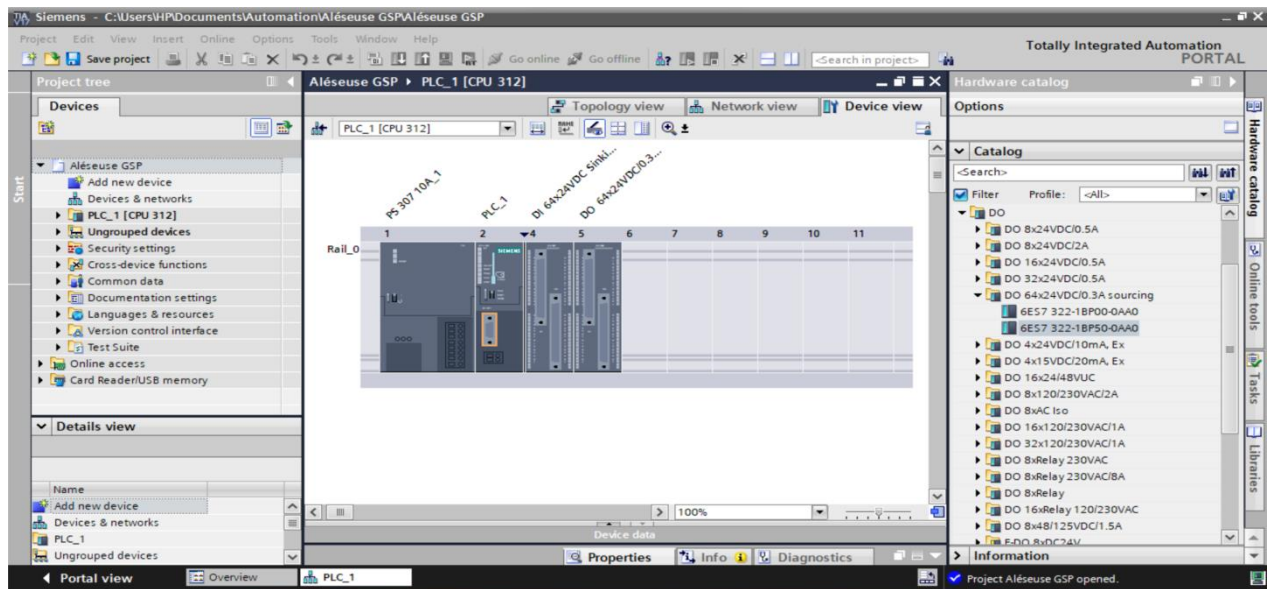 Siemens - C:\Users\HP\Documents\Automation\Aléseuse GSP\Aléseuse GSP
Project Edit View Insert Online Options Tools Window Help
Totally Integrated Automation
PORTAL
Save project
Go online
Go offline
<Search in project>
Project tree
Devices
Start
Aléseuse GSP
Add new device
Devices & networks
PLC_1 [CPU 312]
Ungrouped devices
Security settings
Cross-device functions
Common data
Documentation settings
Languages & resources
Version control interface
Test Suite
Online access
Card Reader/USB memory
Details view
Name
Add new device
Devices & networks
PLC_1
Ungrouped devices
Aléseuse GSP PLC_1 [CPU 312]
Topology view
Network view
Device view
PLC_1 [CPU 312]
PS 307 10A_1
PLC_1
DI 64x24VDC Sinki...
DO 64x24VDC/0.3...
1 2 4 5 6 7 8 9 10 11
Rail_0
SIEMENS
100%
Device data
Properties
Info
Diagnostics
Hardware catalog
Options
Catalog
<Search>
Filter
Profile: <All>
DO
DO 8x24VDC/0.5A
DO 8x24VDC/2A
DO 16x24VDC/0.5A
DO 32x24VDC/0.5A
DO 64x24VDC/0.3A sourcing
6ES7 322-1BP00-0AA0
6ES7 322-1BP50-0AA0
DO 4x24VDC/10mA, Ex
DO 4x15VDC/20mA, Ex
DO 16x24/48VUC
DO 8x120/230VAC/2A
DO 8xAC Iso
DO 16x120/230VAC/1A
DO 32x120/230VAC/1A
DO 8xRelay 230VAC
DO 8xRelay 230VAC/8A
DO 8xRelay
DO 16xRelay 120/230VAC
DO 8x48/125VDC/1.5A
F-DO 8xDC24V
Information
Hardware catalog
Online tools
Tasks
Libraries
Portal view
Overview
PLC_1
Project Aléseuse GSP opened.